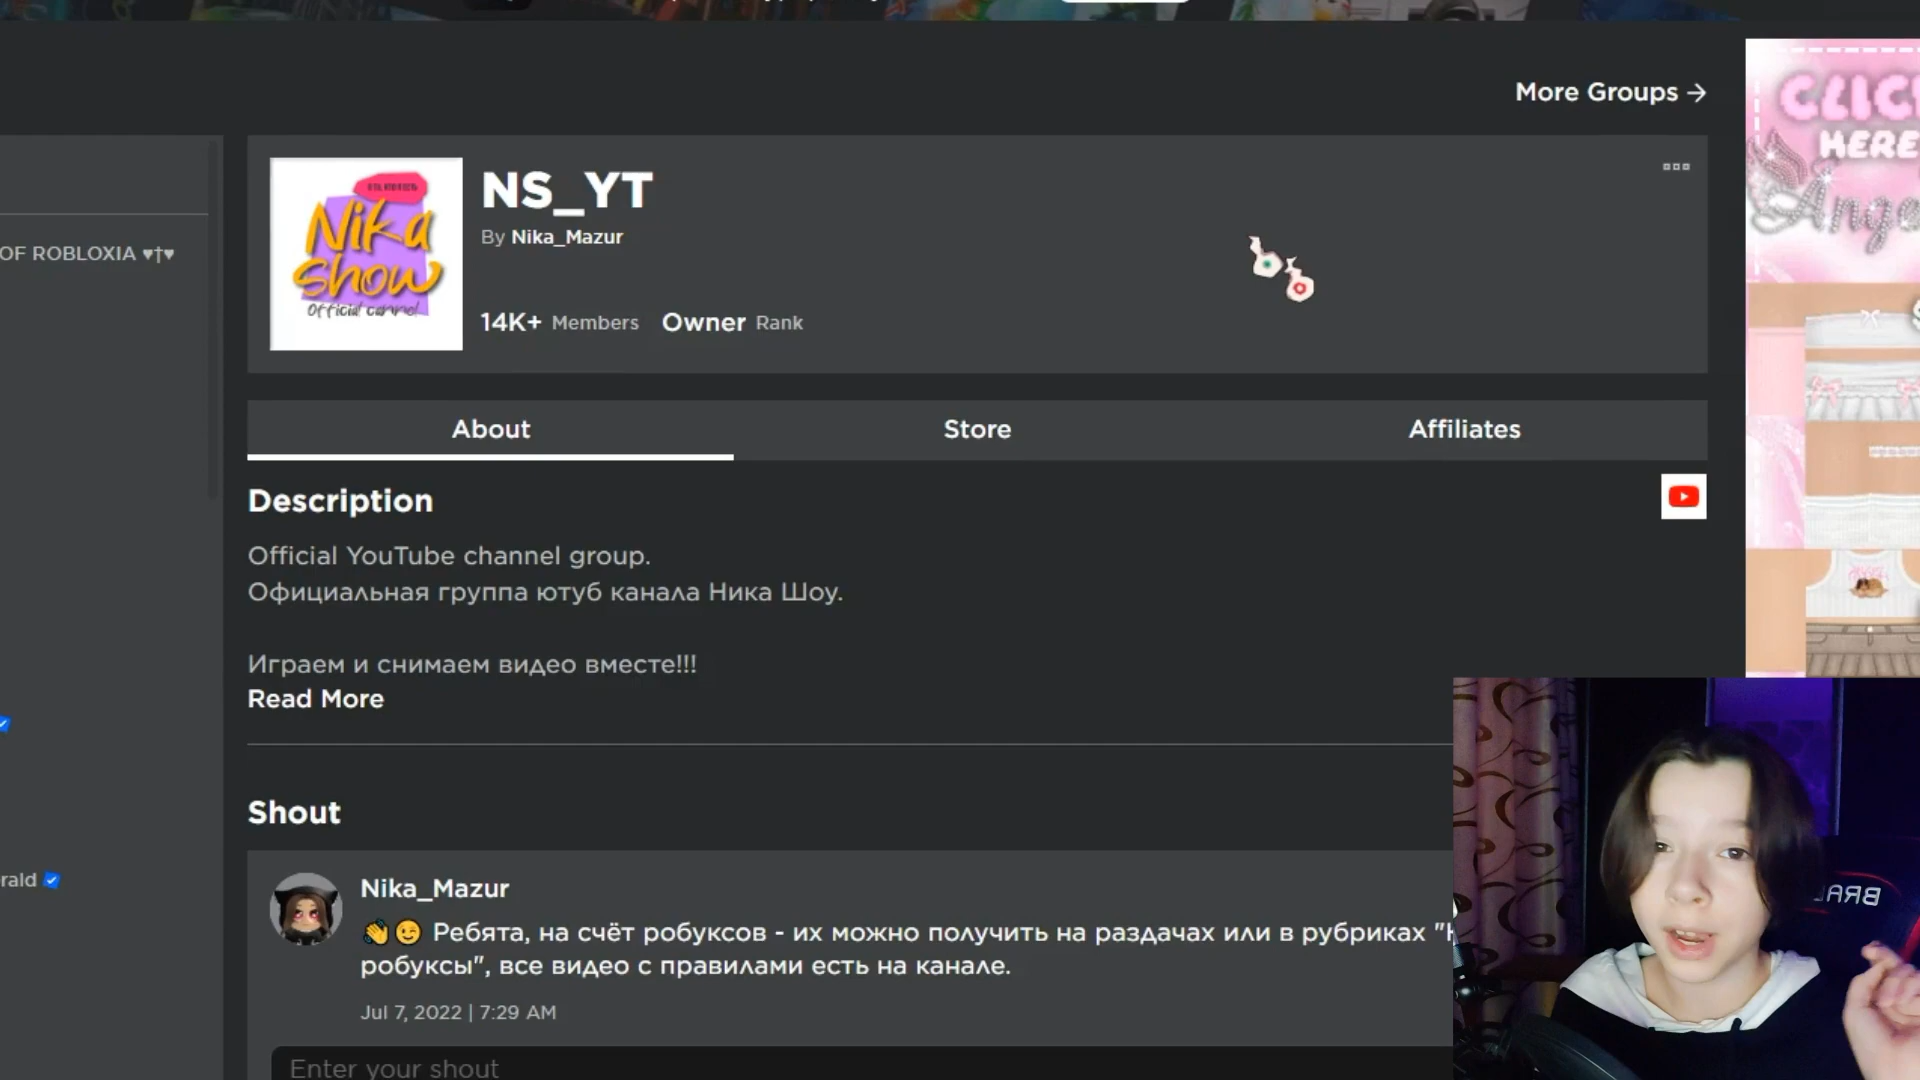 More Groups
CLIC
HERE
Ange
OF ROBLOXIA ♥†♥
Nika
show
NS_YT
By Nika_Mazur
14K+ Members Owner Rank
About Store Affiliates
Description
Official YouTube channel group.
Официальная группа ютуб канала Ника Шоу.
Играем и снимаем видео вместе!!!
Read More
Shout
rald
Nika_Mazur
👋😉 Ребята, на счёт робуксов - их можно получить на раздачах или в рубриках "
робуксы", все видео с правилами есть на канале.
Jul 7, 2022 | 7:29 AM
Enter your shout